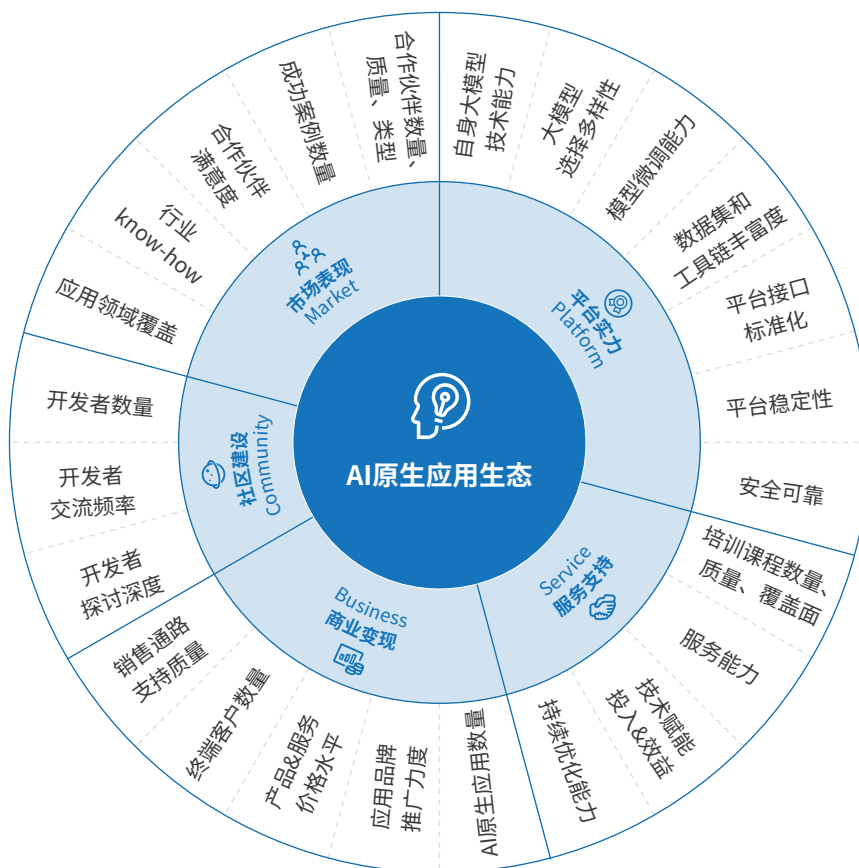 AI原生应用生态
平台实力
Platform
自身大模型
技术能力
大模型
选择多样性
模型微调能力
数据集和
工具链丰富度
平台接口
标准化
平台稳定性
安全可靠
Service
服务支持
培训课程数量、
质量、覆盖面
服务能力
技术赋能
投入&效益
持续优化能力
Business
商业变现
AI原生应用数量
应用品牌
推广力度
产品&服务
价格水平
终端客户数量
销售通路
支持质量
社区建设
Community
开发者
探讨深度
开发者
交流频率
开发者数量
市场表现
Market
应用领域覆盖
行业
know-how
合作伙伴
满意度
成功案例数量
合作伙伴数量、
质量、类型